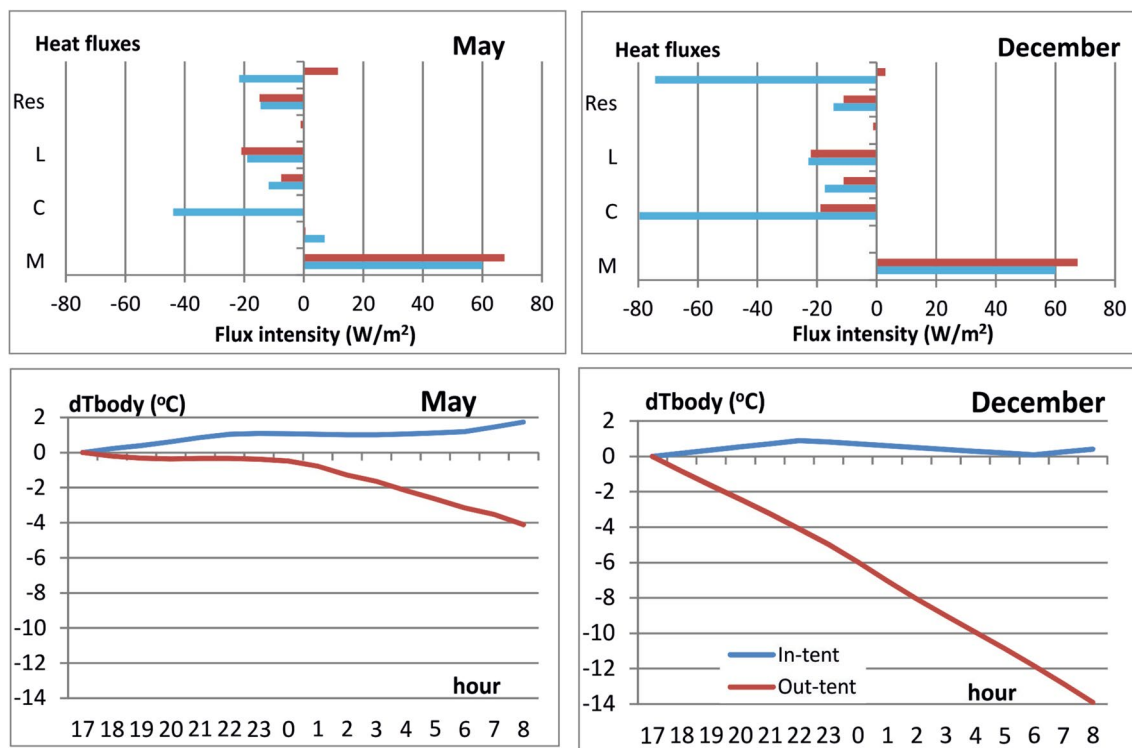 Heat fluxes May
Res
L
C
M
-80 -60 -40 -20 0 20 40 60 80
Flux intensity (W/m²)
Heat fluxes December
Res
L
C
M
-80 -60 -40 -20 0 20 40 60 80
Flux intensity (W/m²)
dTbody (ºC) May
2
0
-2
-4
-6
-8
-10
-12
-14
hour
17 18 19 20 21 22 23 0 1 2 3 4 5 6 7 8
dTbody (ºC) December
2
0
-2
-4
-6
-8
-10
-12
-14
In-tent
Out-tent
hour
17 18 19 20 21 22 23 0 1 2 3 4 5 6 7 8